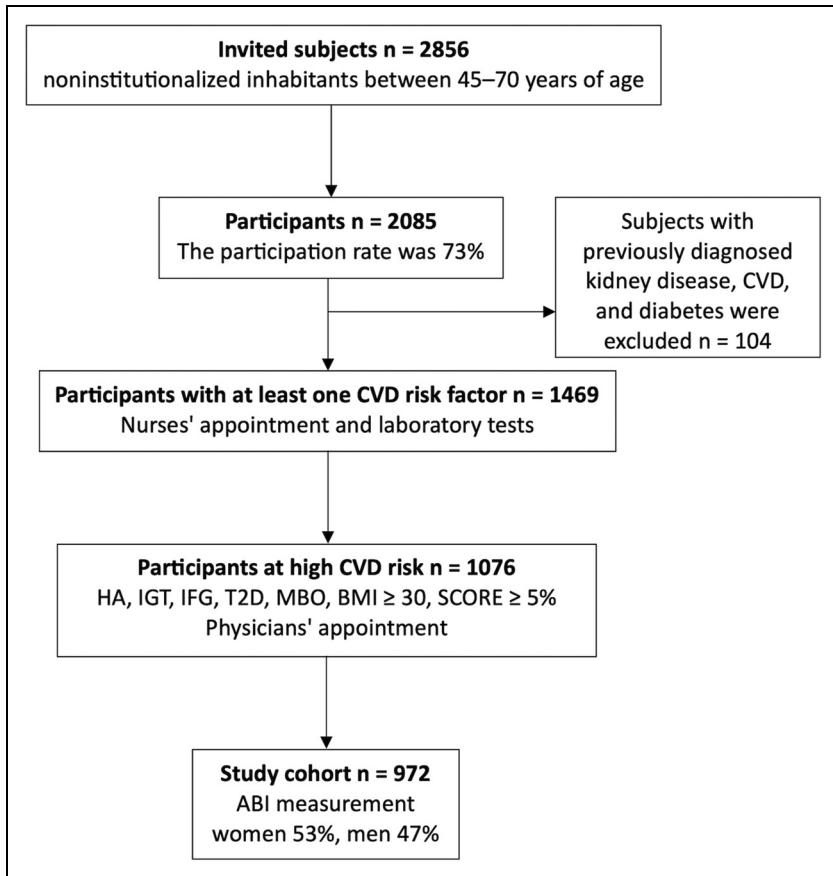 Invited subjects n = 2856
noninstitutionalized inhabitants between 45–70 years of age
Participants n = 2085
The participation rate was 73%
Subjects with
previously diagnosed
kidney disease, CVD,
and diabetes were
excluded n = 104
Participants with at least one CVD risk factor n = 1469
Nurses' appointment and laboratory tests
Participants at high CVD risk n = 1076
HA, IGT, IFG, T2D, MBO, BMI ≥ 30, SCORE ≥ 5%
Physicians' appointment
Study cohort n = 972
ABI measurement
women 53%, men 47%